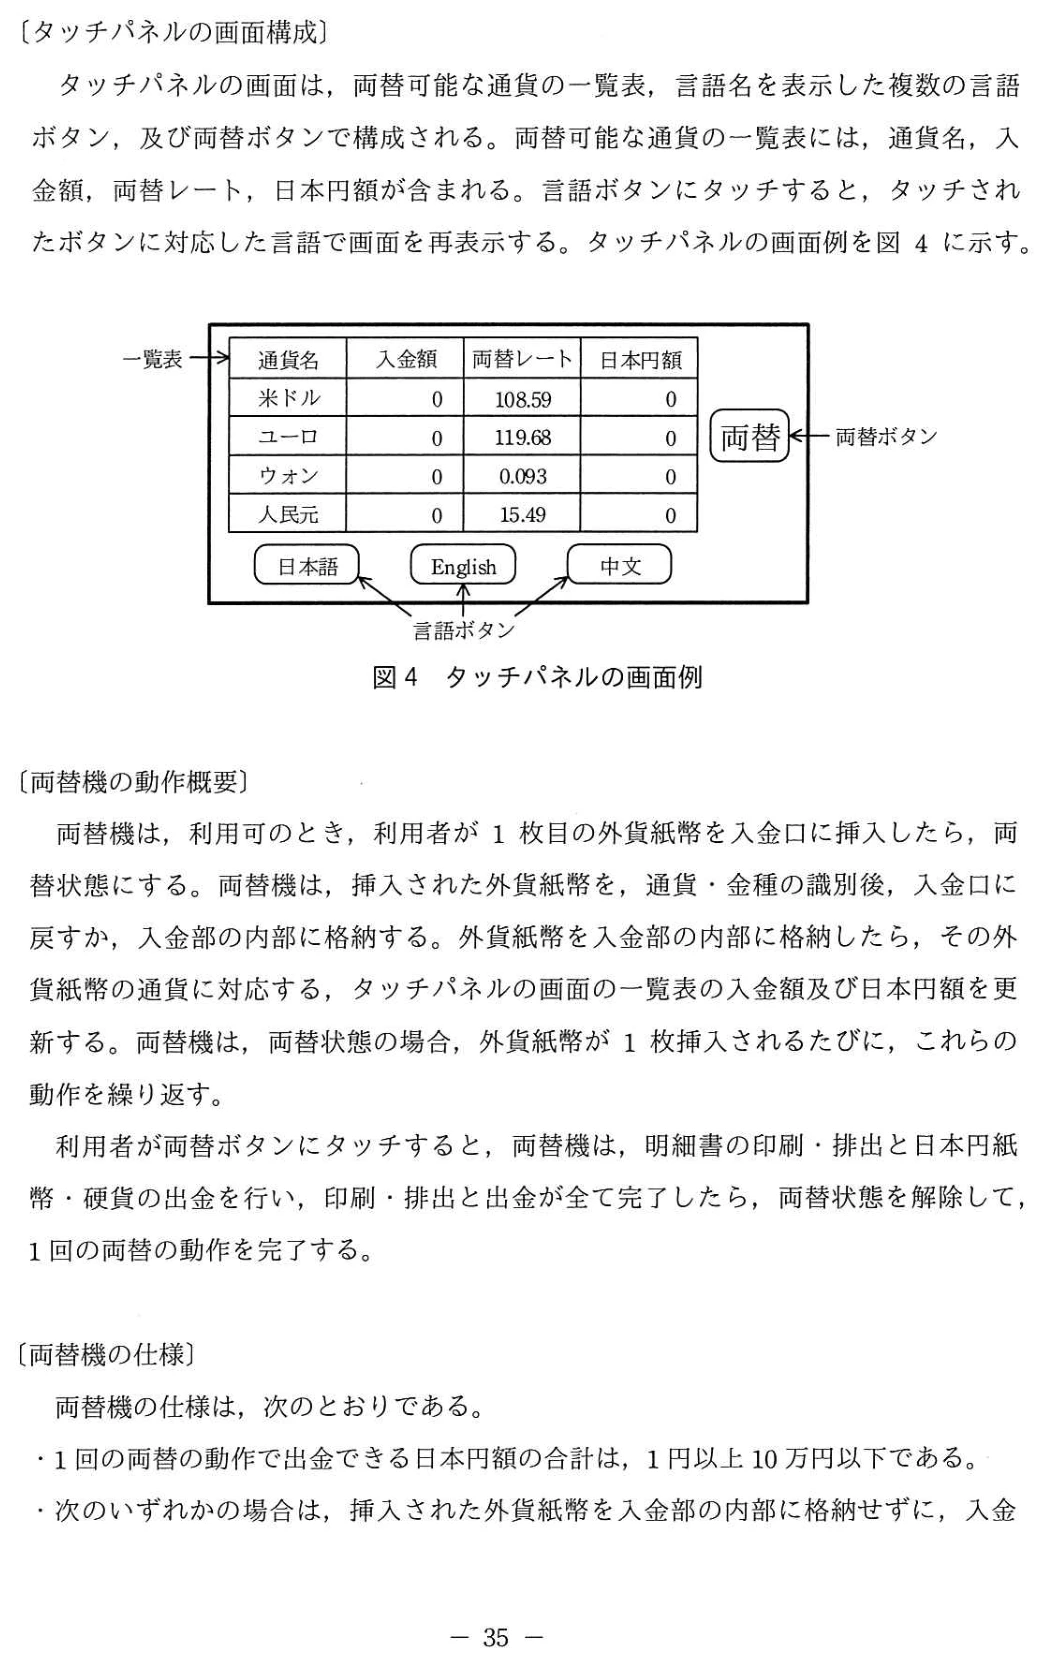 〔タッチパネルの画面構成〕
タッチパネルの画面は，両替可能な通貨の一覧表，言語名を表示した複数の言語
ボタン，及び両替ボタンで構成される。両替可能な通貨の一覧表には，通貨名，入
金額，両替レート，日本円額が含まれる。言語ボタンにタッチすると，タッチされ
たボタンに対応した言語で画面を再表示する。タッチパネルの画面例を図 4 に示す。
一覧表
通貨名 入金額 両替レート 日本円額
米ドル 0 108.59 0
ユーロ 0 119.68 0
ウォン 0 0.093 0
人民元 0 15.49 0
両替
両替ボタン
日本語 English 中文
言語ボタン
図 4 タッチパネルの画面例
〔両替機の動作概要〕
両替機は，利用可のとき，利用者が 1 枚目の外貨紙幣を入金口に挿入したら，両
替状態にする。両替機は，挿入された外貨紙幣を，通貨・金種の識別後，入金口に
戻すか，入金部の内部に格納する。外貨紙幣を入金部の内部に格納したら，その外
貨紙幣の通貨に対応する，タッチパネルの画面の一覧表の入金額及び日本円額を更
新する。両替機は，両替状態の場合，外貨紙幣が 1 枚挿入されるたびに，これらの
動作を繰り返す。
利用者が両替ボタンにタッチすると，両替機は，明細書の印刷・排出と日本円紙
幣・硬貨の出金を行い，印刷・排出と出金が全て完了したら，両替状態を解除して，
1 回の両替の動作を完了する。
〔両替機の仕様〕
両替機の仕様は，次のとおりである。
・1 回の両替の動作で出金できる日本円額の合計は，1 円以上 10 万円以下である。
・次のいずれかの場合は，挿入された外貨紙幣を入金部の内部に格納せずに，入金
－ 35 －